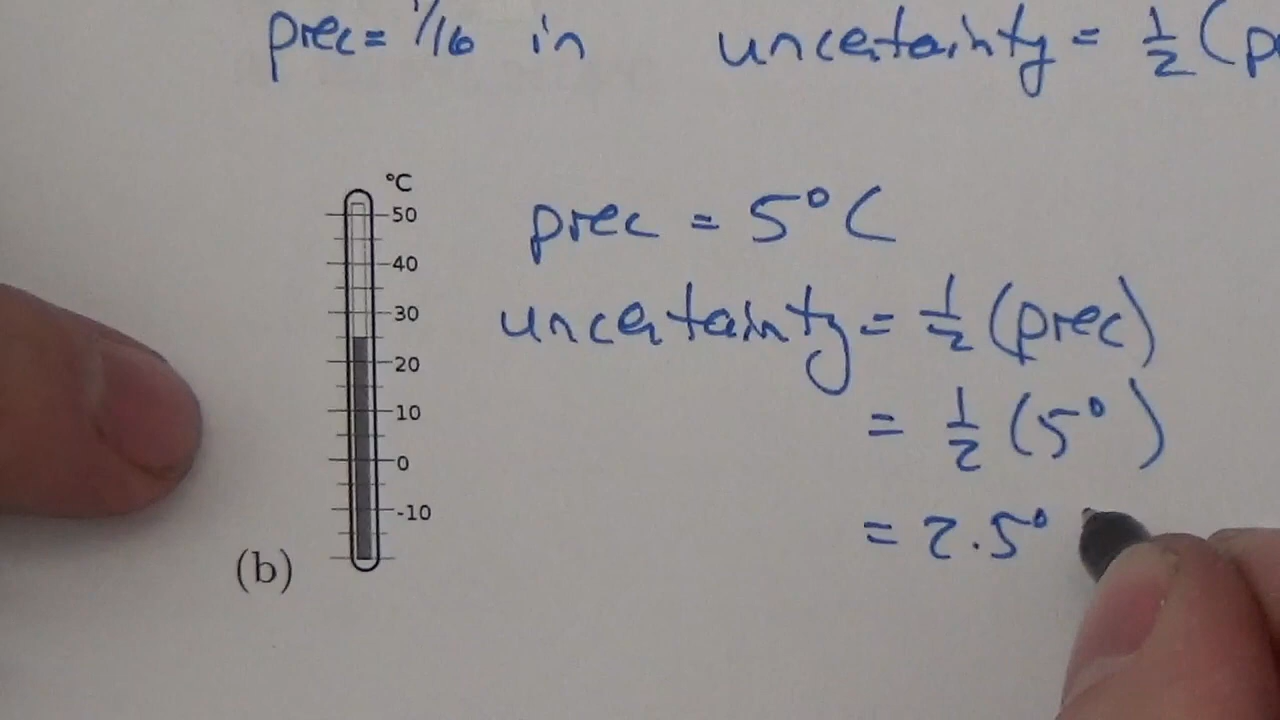 prec = 1/16 in uncertainty = 1/2 (
°C
50
40
30
20
10
0
-10
(b)
prec = 5° C
uncertainty = 1/2 (prec)
= 1/2 (5°)
= 2.5°